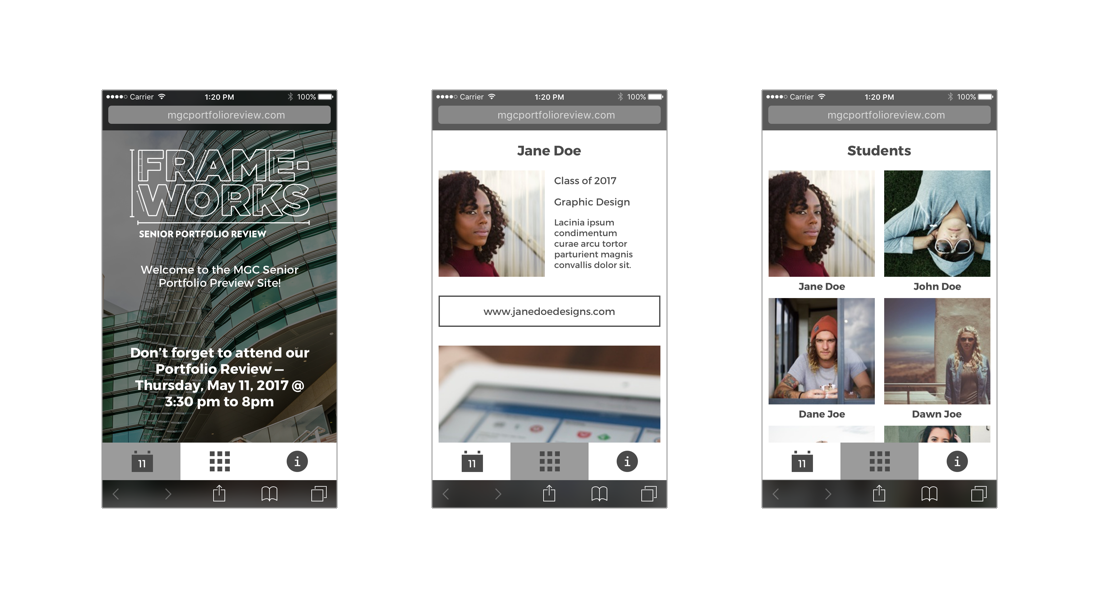 Carrier 1:20 PM 100%
mgcportfolioreview.com
FRAME-
WORKS
SENIOR PORTFOLIO REVIEW
Welcome to the MGC Senior
Portfolio Preview Site!
Don't forget to attend our
Portfolio Review —
Thursday, May 11, 2017 @
3:30 pm to 8pm
11
i
Carrier 1:20 PM 100%
mgcportfolioreview.com
Jane Doe
Class of 2017
Graphic Design
Lacinia ipsum
condimentum
curae arcu tortor
parturient magnis
convallis dolor sit.
www.janedoedesigns.com
11
i
Carrier 1:20 PM 100%
mgcportfolioreview.com
Students
Jane Doe John Doe
Dane Joe Dawn Joe
11
i